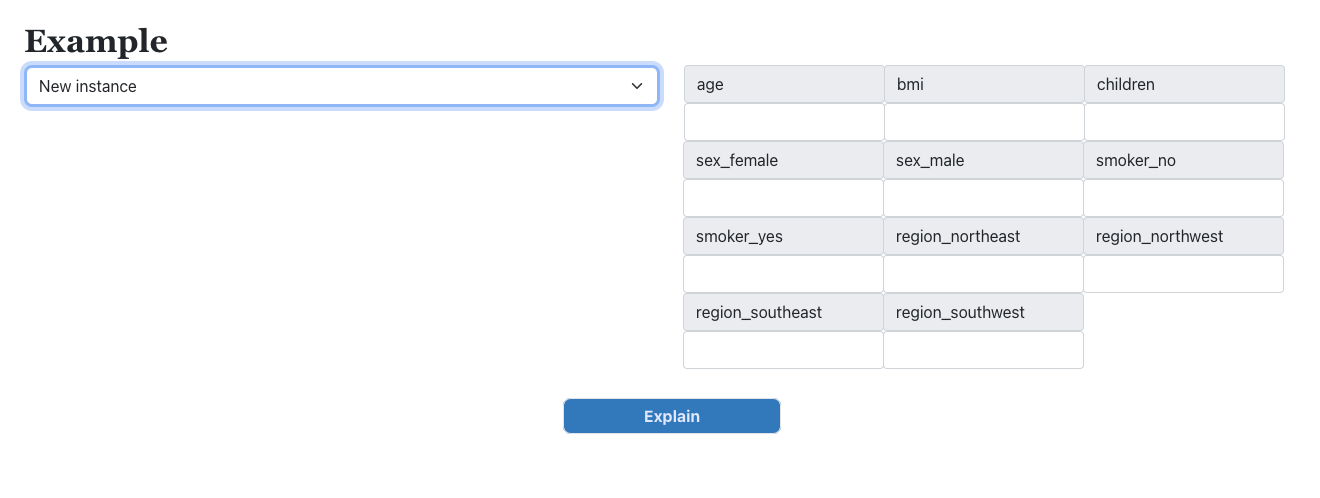 Example
New instance
age bmi children
sex_female sex_male smoker_no
smoker_yes region_northeast region_northwest
region_southeast region_southwest
Explain